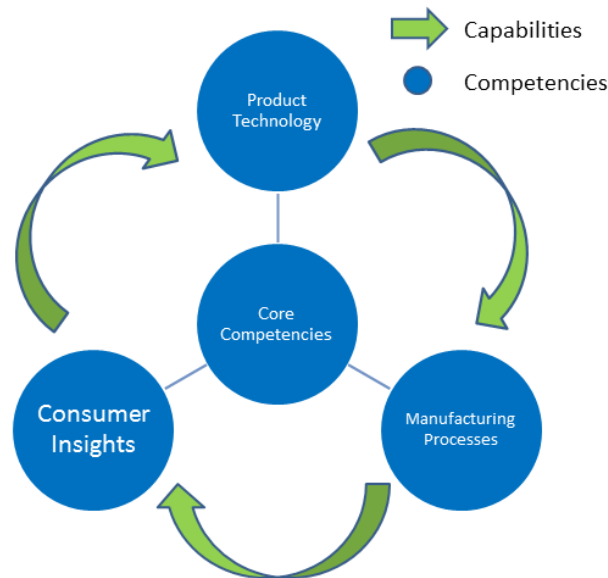 Capabilities
Competencies
Product
Technology
Core
Competencies
Consumer
Insights
Manufacturing
Processes